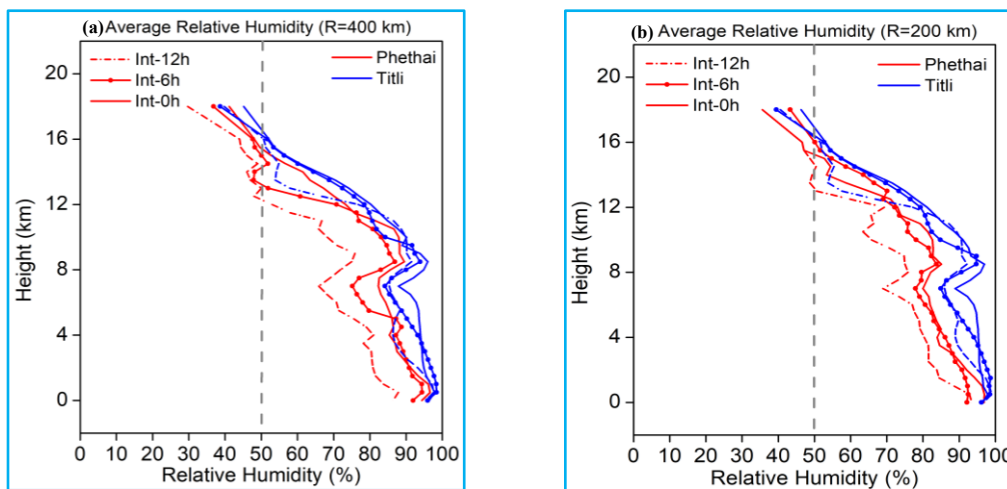 (a) Average Relative Humidity (R=400 km)
Int-12h
Int-6h
Int-0h
Phethai
Titli
20
16
12
8
4
0
Height (km)
0 10 20 30 40 50 60 70 80 90 100
Relative Humidity (%)
(b) Average Relative Humidity (R=200 km)
Int-12h
Int-6h
Int-0h
Phethai
Titli
20
16
12
8
4
0
Height (km)
0 10 20 30 40 50 60 70 80 90 100
Relative Humidity (%)